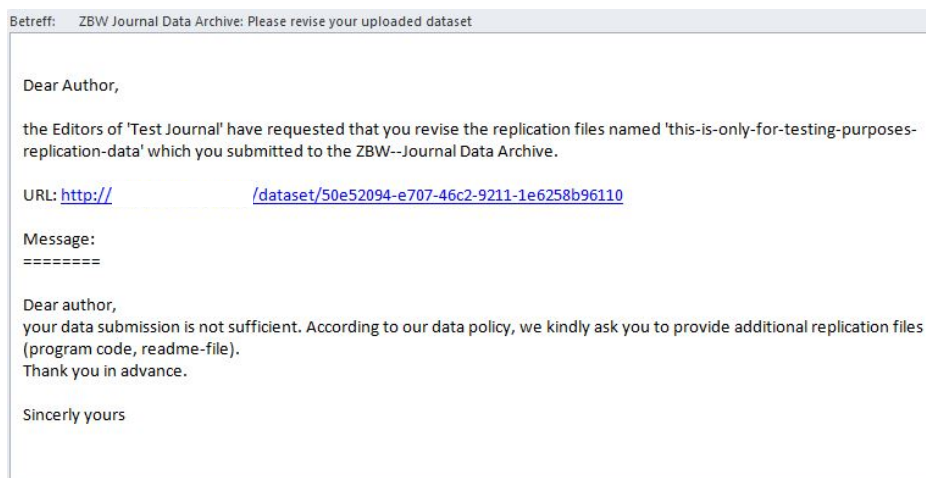 Betreff: ZBW Journal Data Archive: Please revise your uploaded dataset
Dear Author,
the Editors of 'Test Journal' have requested that you revise the replication files named 'this-is-only-for-testing-purposes-
replication-data' which you submitted to the ZBW--Journal Data Archive.
URL: http:// /dataset/50e52094-e707-46c2-9211-1e6258b96110
Message:
========
Dear author,
your data submission is not sufficient. According to our data policy, we kindly ask you to provide additional replication files
(program code, readme-file).
Thank you in advance.
Sincerly yours